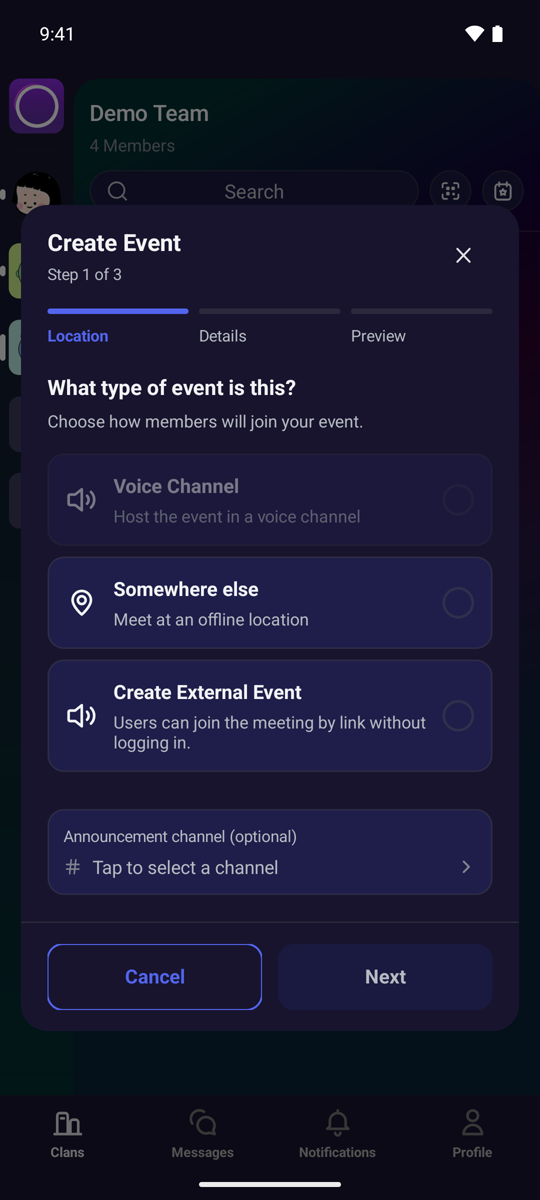 9:41
Demo Team
4 Members
Search
Create Event
Step 1 of 3
Location
Details
Preview
What type of event is this?
Choose how members will join your event.
Voice Channel
Host the event in a voice channel
Somewhere else
Meet at an offline location
Create External Event
Users can join the meeting by link without
logging in.
Announcement channel (optional)
# Tap to select a channel
Cancel
Next
Clans
Messages
Notifications
Profile